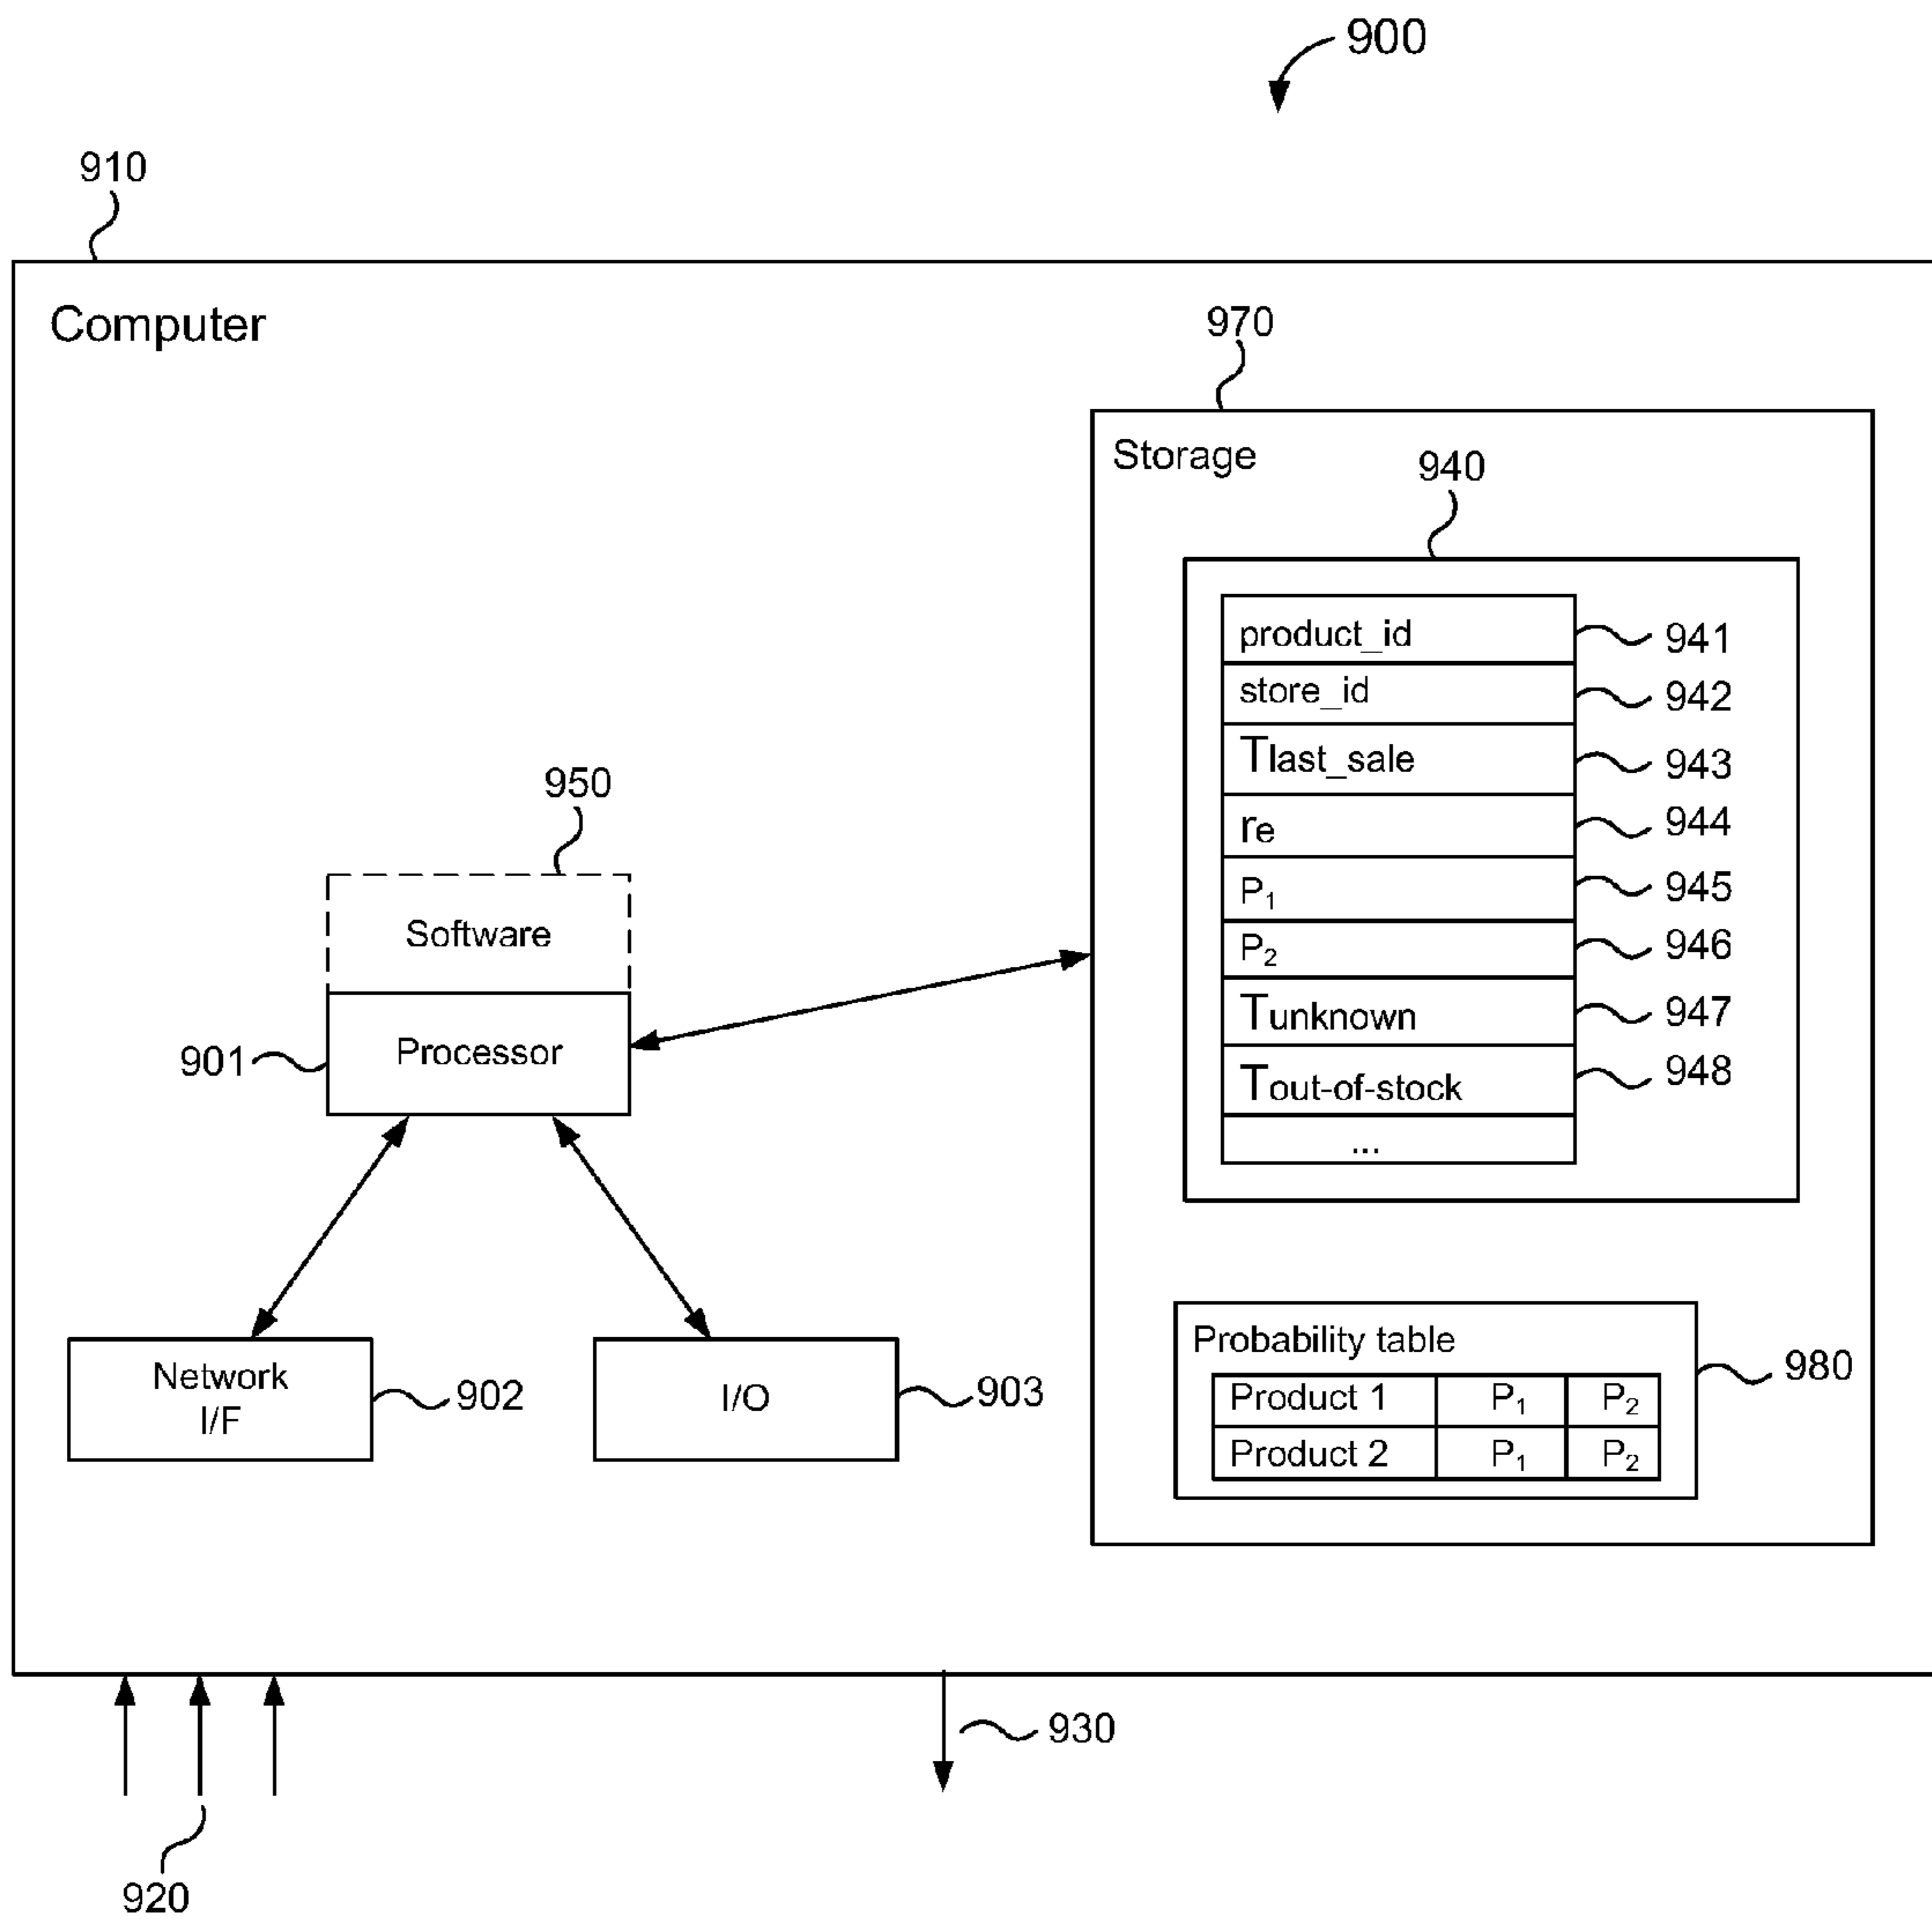 900
910
Computer
970
Storage
940
product_id 941
store_id 942
Tlast_sale 943
re 944
P1 945
P2 946
Tunknown 947
Tout-of-stock 948
...
950
Software
901 Processor
Network
I/F
902
I/O 903
Probability table
980
Product 1 P1 P2
Product 2 P1 P2
930
920